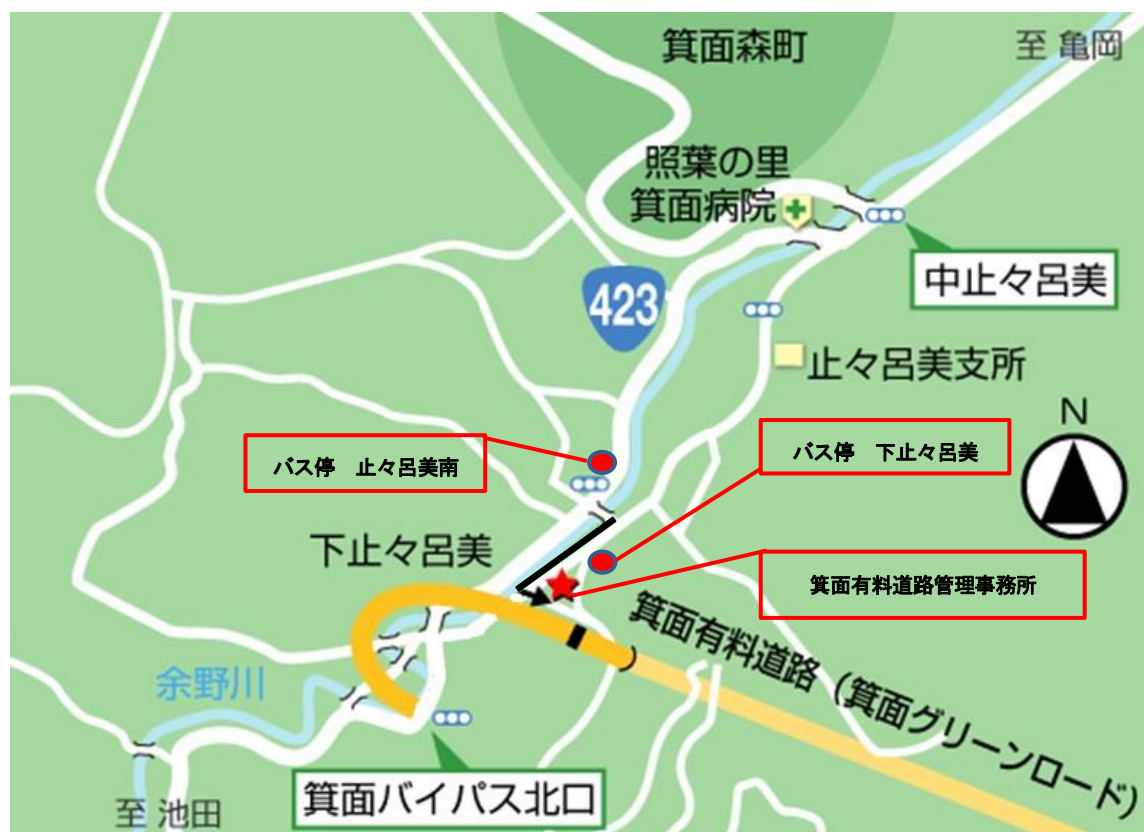 箕面森町
至 亀岡
照葉の里
箕面病院
中止々呂美
423
止々呂美支所
N
バス停　止々呂美南
バス停　下止々呂美
下止々呂美
箕面有料道路管理事務所
箕面有料道路（箕面グリーンロード）
余野川
箕面バイパス北口
至 池田